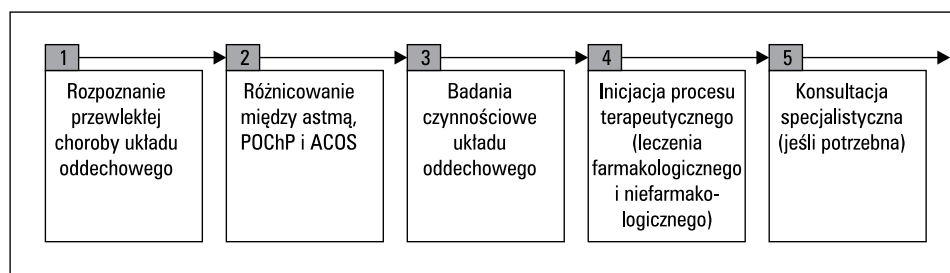 1
Rozpoznanie
przewlekłej
choroby układu
oddechowego
2
Różnicowanie
między astmą,
POChP i ACOS
3
Badania
czynnościowe
układu
oddechowego
4
Inicjacja procesu
terapeutycznego
(leczenia
farmakologicznego
i niefarmako-
logicznego)
5
Konsultacja
specjalistyczna
(jeśli potrzebna)